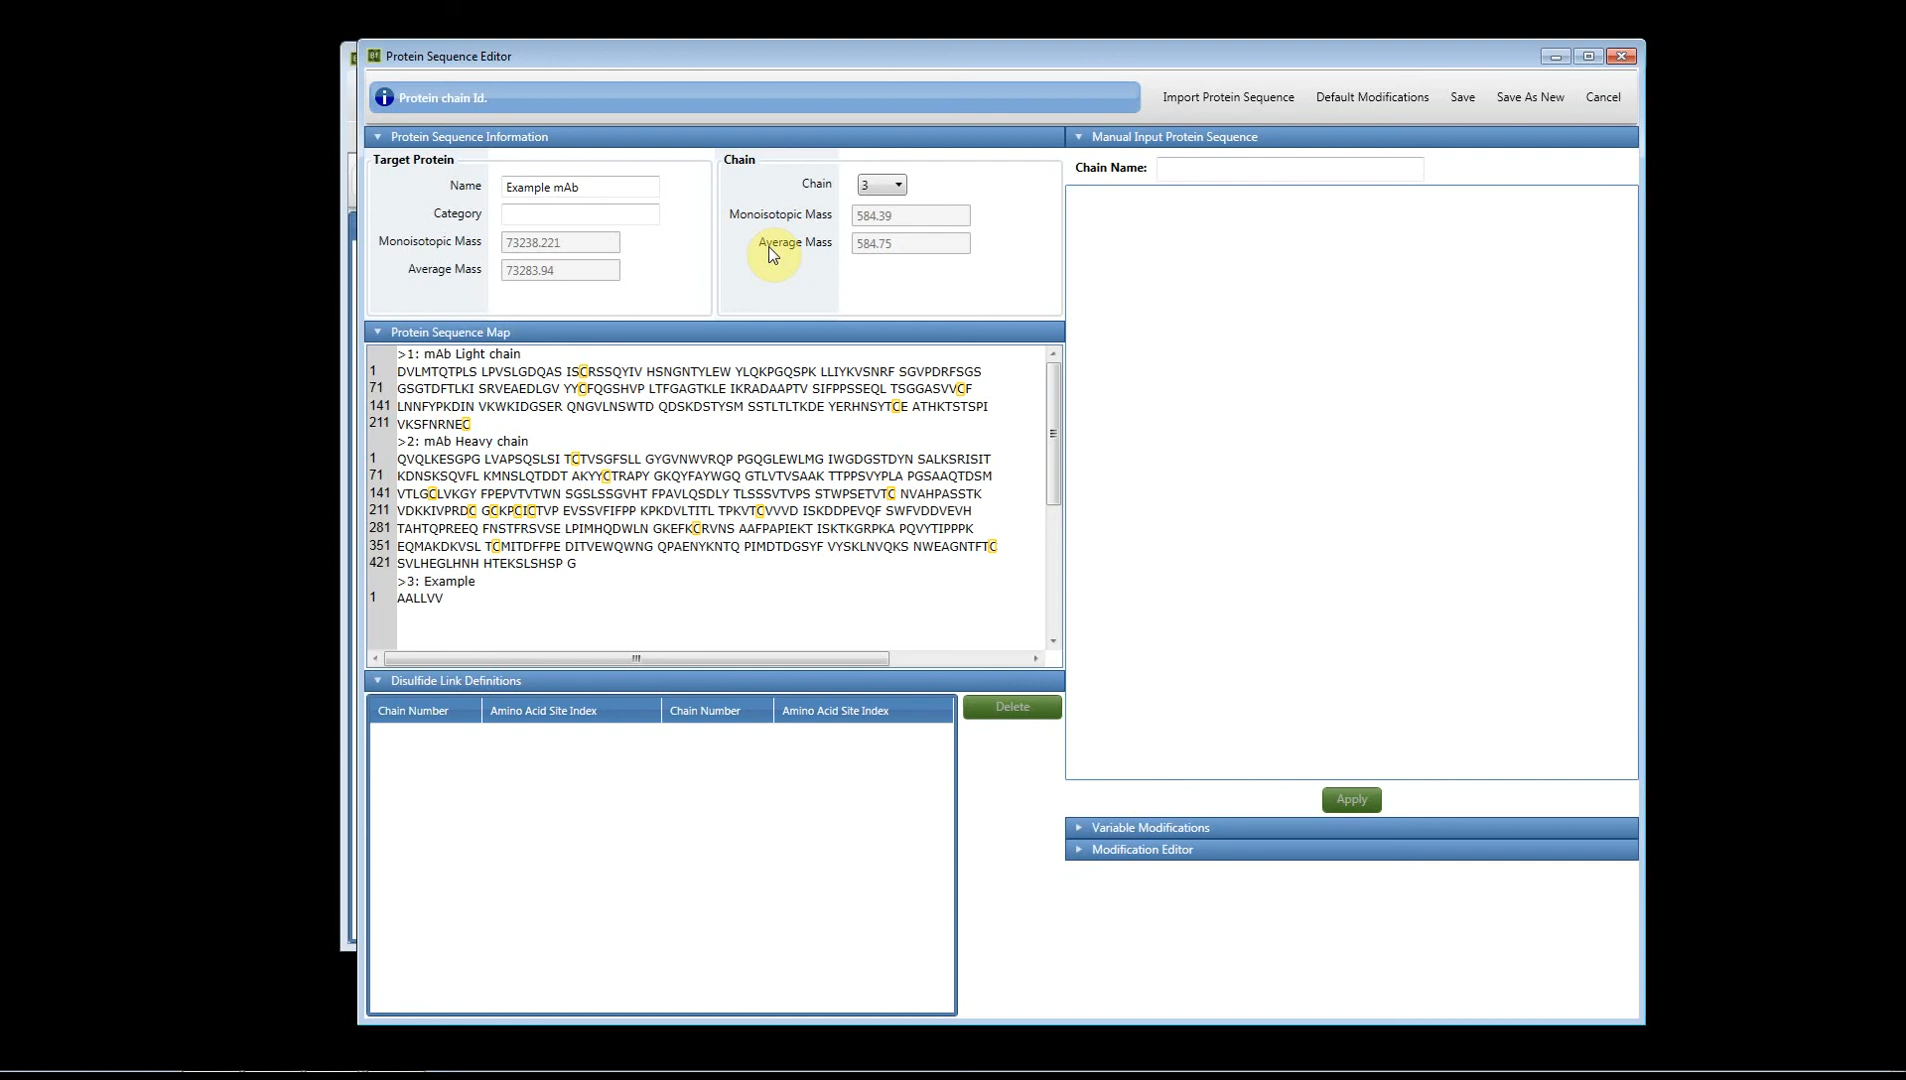 Protein Sequence Editor
Protein chain Id.
Import Protein Sequence Default Modifications Save Save As New Cancel
Protein Sequence Information
Target Protein
Name Example mAb
Category
Monoisotopic Mass 73238.221
Average Mass 73283.94
Chain
Chain 3
Monoisotopic Mass 584.39
Average Mass 584.75
Protein Sequence Map
>1: mAb Light chain
1 DVLMTQTPLS LPVSLGDQAS ISCRSSQYIV HSNGNTYLEW YLQKPGQSPK LLIYKVSNRF SGVPDRFSGS
71 GSGTDFTLKI SRVEAEDLGV YYCFQGSHVP LTFGAGTKLE IKRADAAPTV SIFPPSSEQL TSGGASVVCF
141 LNNFYPKDIN VKWKIDGSER QNGVLNSWTD QDSKDSTYSM SSTLTLTKDE YERHNSYTCE ATHKTSTSPI
211 VKSFNRNEC
>2: mAb Heavy chain
1 QVQLKESGPG LVAPSQSLSI TCTVSGFSLL GYGVNWVRQP PGQGLEWLMG IWGDGSTDYN SALKSRISIT
71 KDNSKSQVFL KMNSLQTDDT AKYYCTRAPY GKQYFAYWGQ GTLVTVSAAK TTPPSVYPLA PGSAAQTDSM
141 VTLGCLVKGY FPEPVTVTWN SGSLSSGVHT FPAVLQSDLY TLSSSVTVPS STWPSETVTC NVAHPASSTK
211 VDKKIVPRDC GCKPCICTVP EVSSVFIFPP KPKDVLTITL TPKVTCVVVD ISKDDPEVQF SWFVDDVEVH
281 TAHTQPREEQ FNSTFRSVSE LPIMHQDWLN GKEFKCRVNS AAFPAPIEKT ISKTKGRPKA PQVYTIPPPK
351 EQMAKDKVSL TCMITDFFPE DITVEWQWNG QPAENYKNTQ PIMDTDGSYF VYSKLNVQKS NWEAGNTFTC
421 SVLHEGLHNH HTEKSLSHSP G
>3: Example
1 AALLVV
Disulfide Link Definitions
Chain Number Amino Acid Site Index Chain Number Amino Acid Site Index
Delete
Manual Input Protein Sequence
Chain Name:
Apply
Variable Modifications
Modification Editor